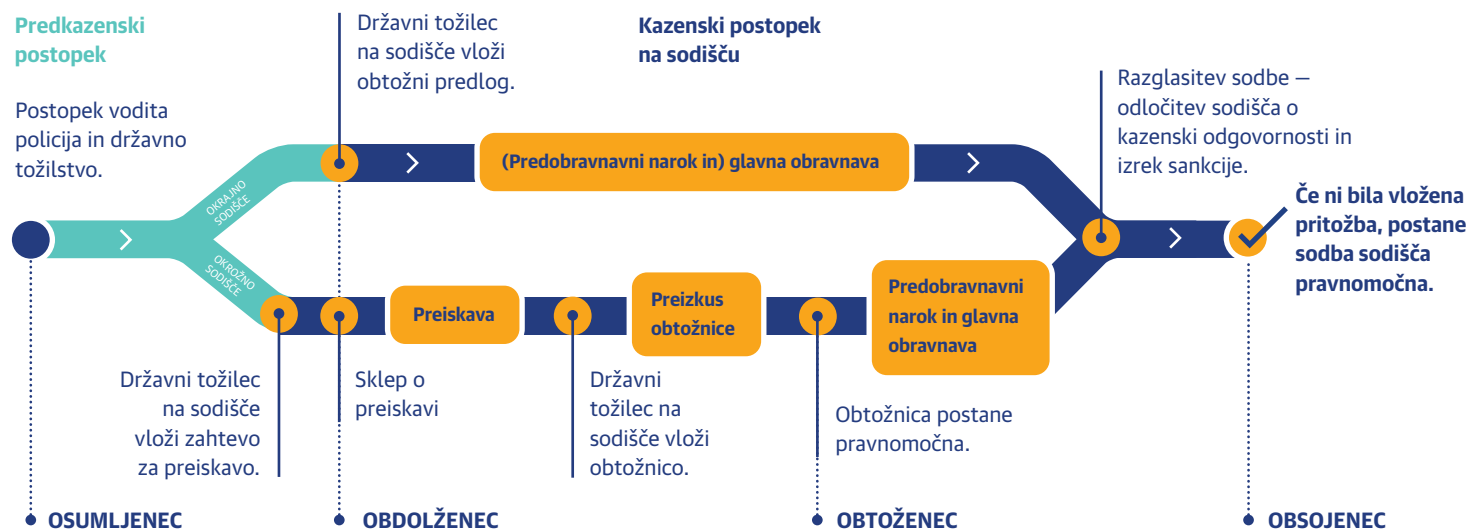 Predkazenski
postopek
Postopek vodita
policija in državno
tožilstvo.
Državni tožilec
na sodišče vloži
obtožni predlog.
Kazenski postopek
na sodišču
Razglasitev sodbe —
odločitev sodišča o
kazenski odgovornosti in
izrek sankcije.
Če ni bila vložena
pritožba, postane
sodba sodišča
pravnomočna.
OKRAJNO
SODIŠČE
(Predobravnavni narok in) glavna obravnava
OKROŽNO
SODIŠČE
Preiskava
Preizkus
obtožnice
Predobravnavni
narok in glavna
obravnava
Državni tožilec
na sodišče
vloži zahtevo
za preiskavo.
Sklep o
preiskavi
Državni
tožilec na
sodišče vloži
obtožnico.
Obtožnica postane
pravnomočna.
OSUMLJENEC
OBDOLŽENEC
OBTOŽENEC
OBSOJENEC